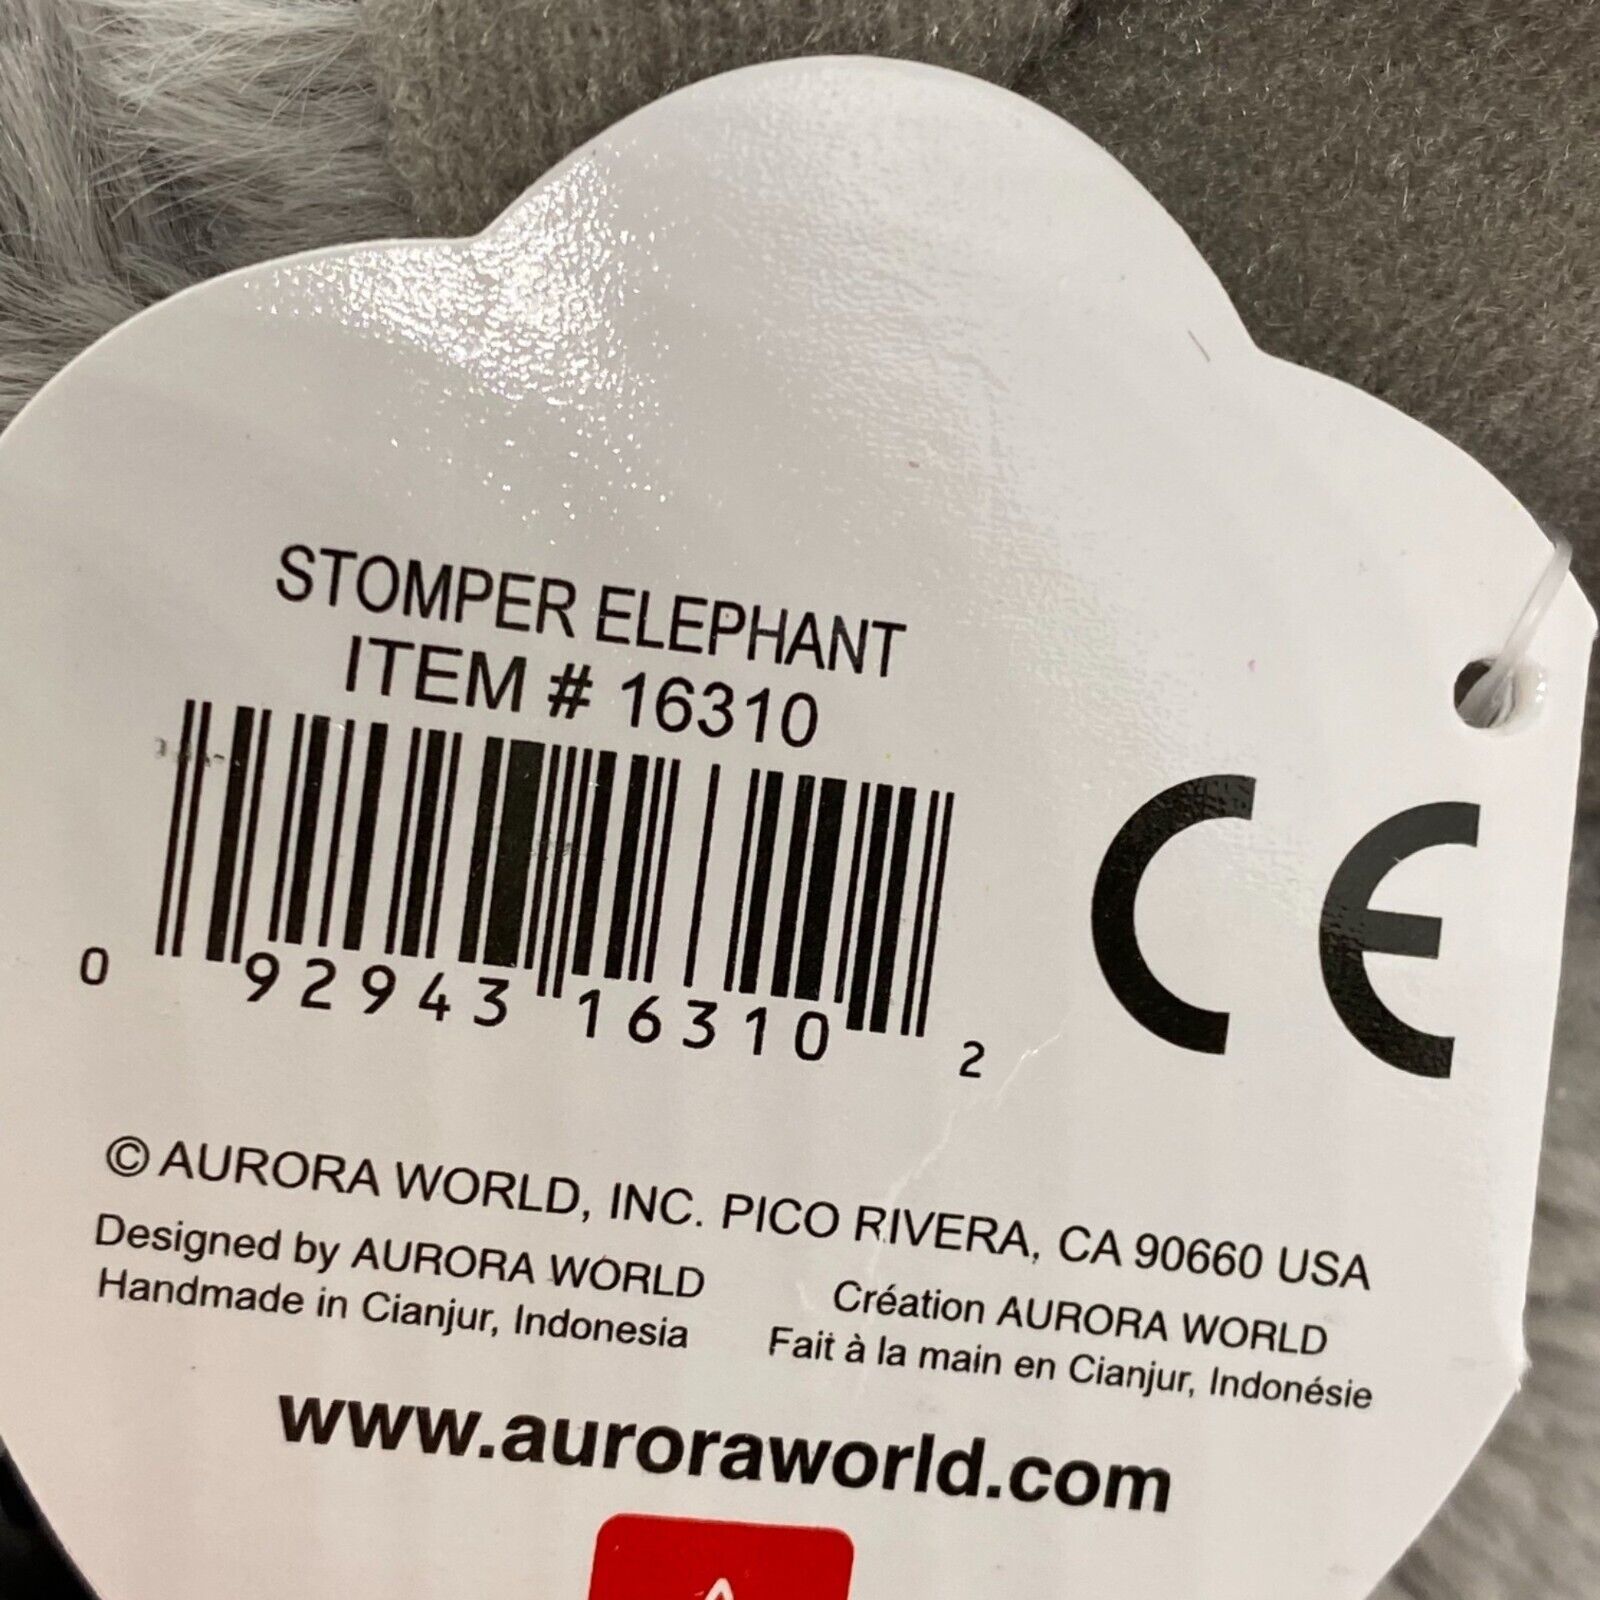 STOMPER ELEPHANT
ITEM # 16310
0 92943 16310 2
CE
© AURORA WORLD, INC. PICO RIVERA, CA 90660 USA
Designed by AURORA WORLD
Handmade in Cianjur, Indonesia
Création AURORA WORLD
Fait à la main en Cianjur, Indonésie
www.auroraworld.com